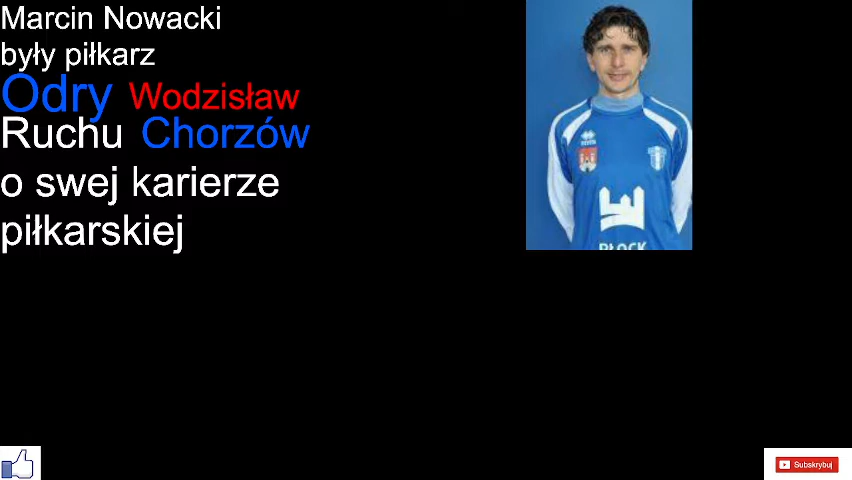 Marcin Nowacki
były piłkarz
Odry Wodzisław
Ruchu Chorzów
o swej karierze
piłkarskiej
PŁOCK
Subskrybuj